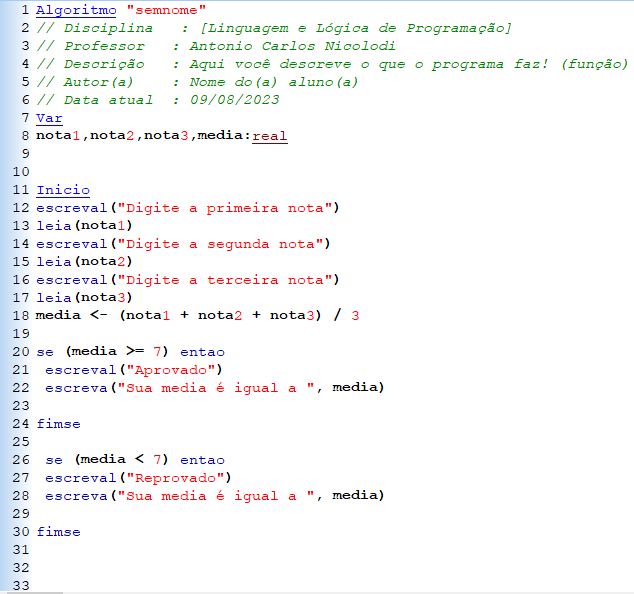 1 Algoritmo "semnome"
2 // Disciplina   : [Linguagem e Lógica de Programação]
3 // Professor   : Antonio Carlos Nicolodi
4 // Descrição   : Aqui você descreve o que o programa faz! (função)
5 // Autor(a)    : Nome do(a) aluno(a)
6 // Data atual  : 09/08/2023
7 Var
8 nota1,nota2,nota3,media:real
9
10
11 Inicio
12 escreval("Digite a primeira nota")
13 leia(nota1)
14 escreval("Digite a segunda nota")
15 leia(nota2)
16 escreval("Digite a terceira nota")
17 leia(nota3)
18 media <- (nota1 + nota2 + nota3) / 3
19
20 se (media >= 7) entao
21  escreval("Aprovado")
22  escreva("Sua media é igual a ", media)
23
24 fimse
25
26  se (media < 7) entao
27  escreval("Reprovado")
28  escreva("Sua media é igual a ", media)
29
30 fimse
31
32
33